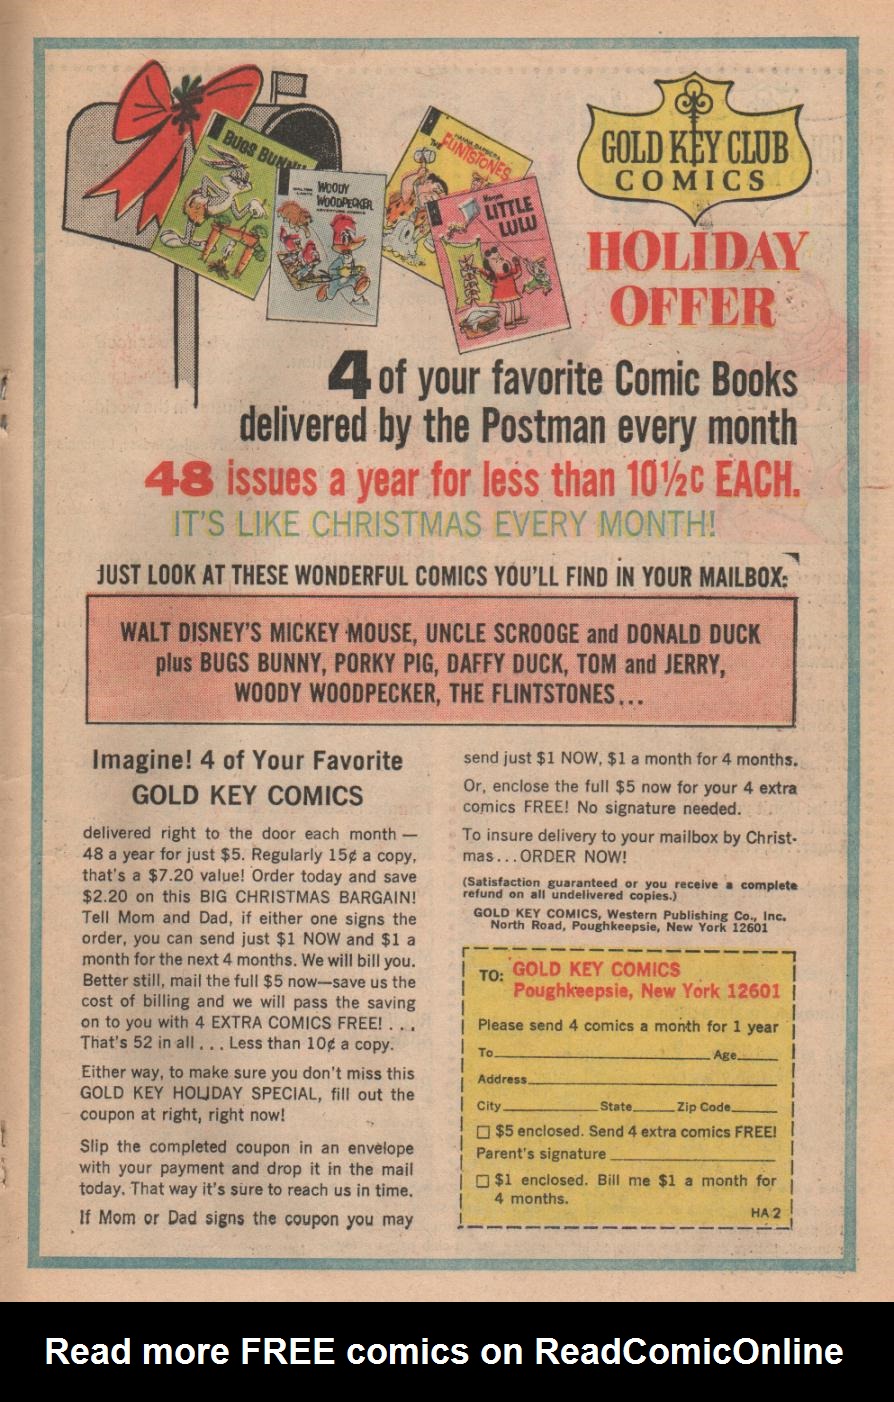 BUGS BUNNY
WALTER LANTZ
WOODY
WOODPECKER
ADVENTURE COMICS
HANNA-BARBERA
THE
FLINTSTONES
Marge's
LITTLE
LULU
GOLD KEY CLUB
COMICS
HOLIDAY
OFFER
4 of your favorite Comic Books
delivered by the Postman every month
48 issues a year for less than 10½c EACH.
IT'S LIKE CHRISTMAS EVERY MONTH!
JUST LOOK AT THESE WONDERFUL COMICS YOU'LL FIND IN YOUR MAILBOX:
WALT DISNEY'S MICKEY MOUSE, UNCLE SCROOGE and DONALD DUCK
plus BUGS BUNNY, PORKY PIG, DAFFY DUCK, TOM and JERRY,
WOODY WOODPECKER, THE FLINTSTONES...
Imagine! 4 of Your Favorite
GOLD KEY COMICS
delivered right to the door each month —
48 a year for just $5. Regularly 15¢ a copy,
that's a $7.20 value! Order today and save
$2.20 on this BIG CHRISTMAS BARGAIN!
Tell Mom and Dad, if either one signs the
order, you can send just $1 NOW and $1 a
month for the next 4 months. We will bill you.
Better still, mail the full $5 now—save us the
cost of billing and we will pass the saving
on to you with 4 EXTRA COMICS FREE! . . .
That's 52 in all . . . Less than 10¢ a copy.
Either way, to make sure you don't miss this
GOLD KEY HOLIDAY SPECIAL, fill out the
coupon at right, right now!
Slip the completed coupon in an envelope
with your payment and drop it in the mail
today. That way it's sure to reach us in time.
If Mom or Dad signs the coupon you may
send just $1 NOW, $1 a month for 4 months.
Or, enclose the full $5 now for your 4 extra
comics FREE! No signature needed.
To insure delivery to your mailbox by Christ-
mas...ORDER NOW!
(Satisfaction guaranteed or you receive a complete
refund on all undelivered copies.)
GOLD KEY COMICS, Western Publishing Co., Inc.
North Road, Poughkeepsie, New York 12601
TO: GOLD KEY COMICS
Poughkeepsie, New York 12601
Please send 4 comics a month for 1 year
To Age
Address
City State Zip Code
$5 enclosed. Send 4 extra comics FREE!
Parent's signature
$1 enclosed. Bill me $1 a month for
4 months.
HA 2
Read more FREE comics on ReadComicOnline